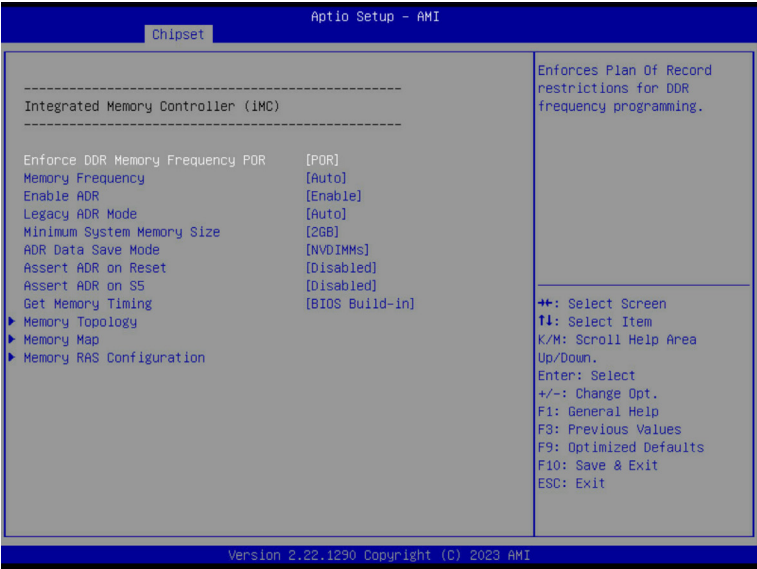 Aptio Setup - AMI
Chipset
----------------------------------------------------
Integrated Memory Controller (iMC)
----------------------------------------------------
Enforce DDR Memory Frequency POR [POR]
Memory Frequency [Auto]
Enable ADR [Enable]
Legacy ADR Mode [Auto]
Minimum System Memory Size [2GB]
ADR Data Save Mode [NVDIMMs]
Assert ADR on Reset [Disabled]
Assert ADR on S5 [Disabled]
Get Memory Timing [BIOS Build-in]
Memory Topology
Memory Map
Memory RAS Configuration
Enforces Plan Of Record
restrictions for DDR
frequency programming.
→←: Select Screen
↑↓: Select Item
K/M: Scroll Help Area
Up/Down.
Enter: Select
+/-: Change Opt.
F1: General Help
F3: Previous Values
F9: Optimized Defaults
F10: Save & Exit
ESC: Exit
Version 2.22.1290 Copyright (C) 2023 AMI